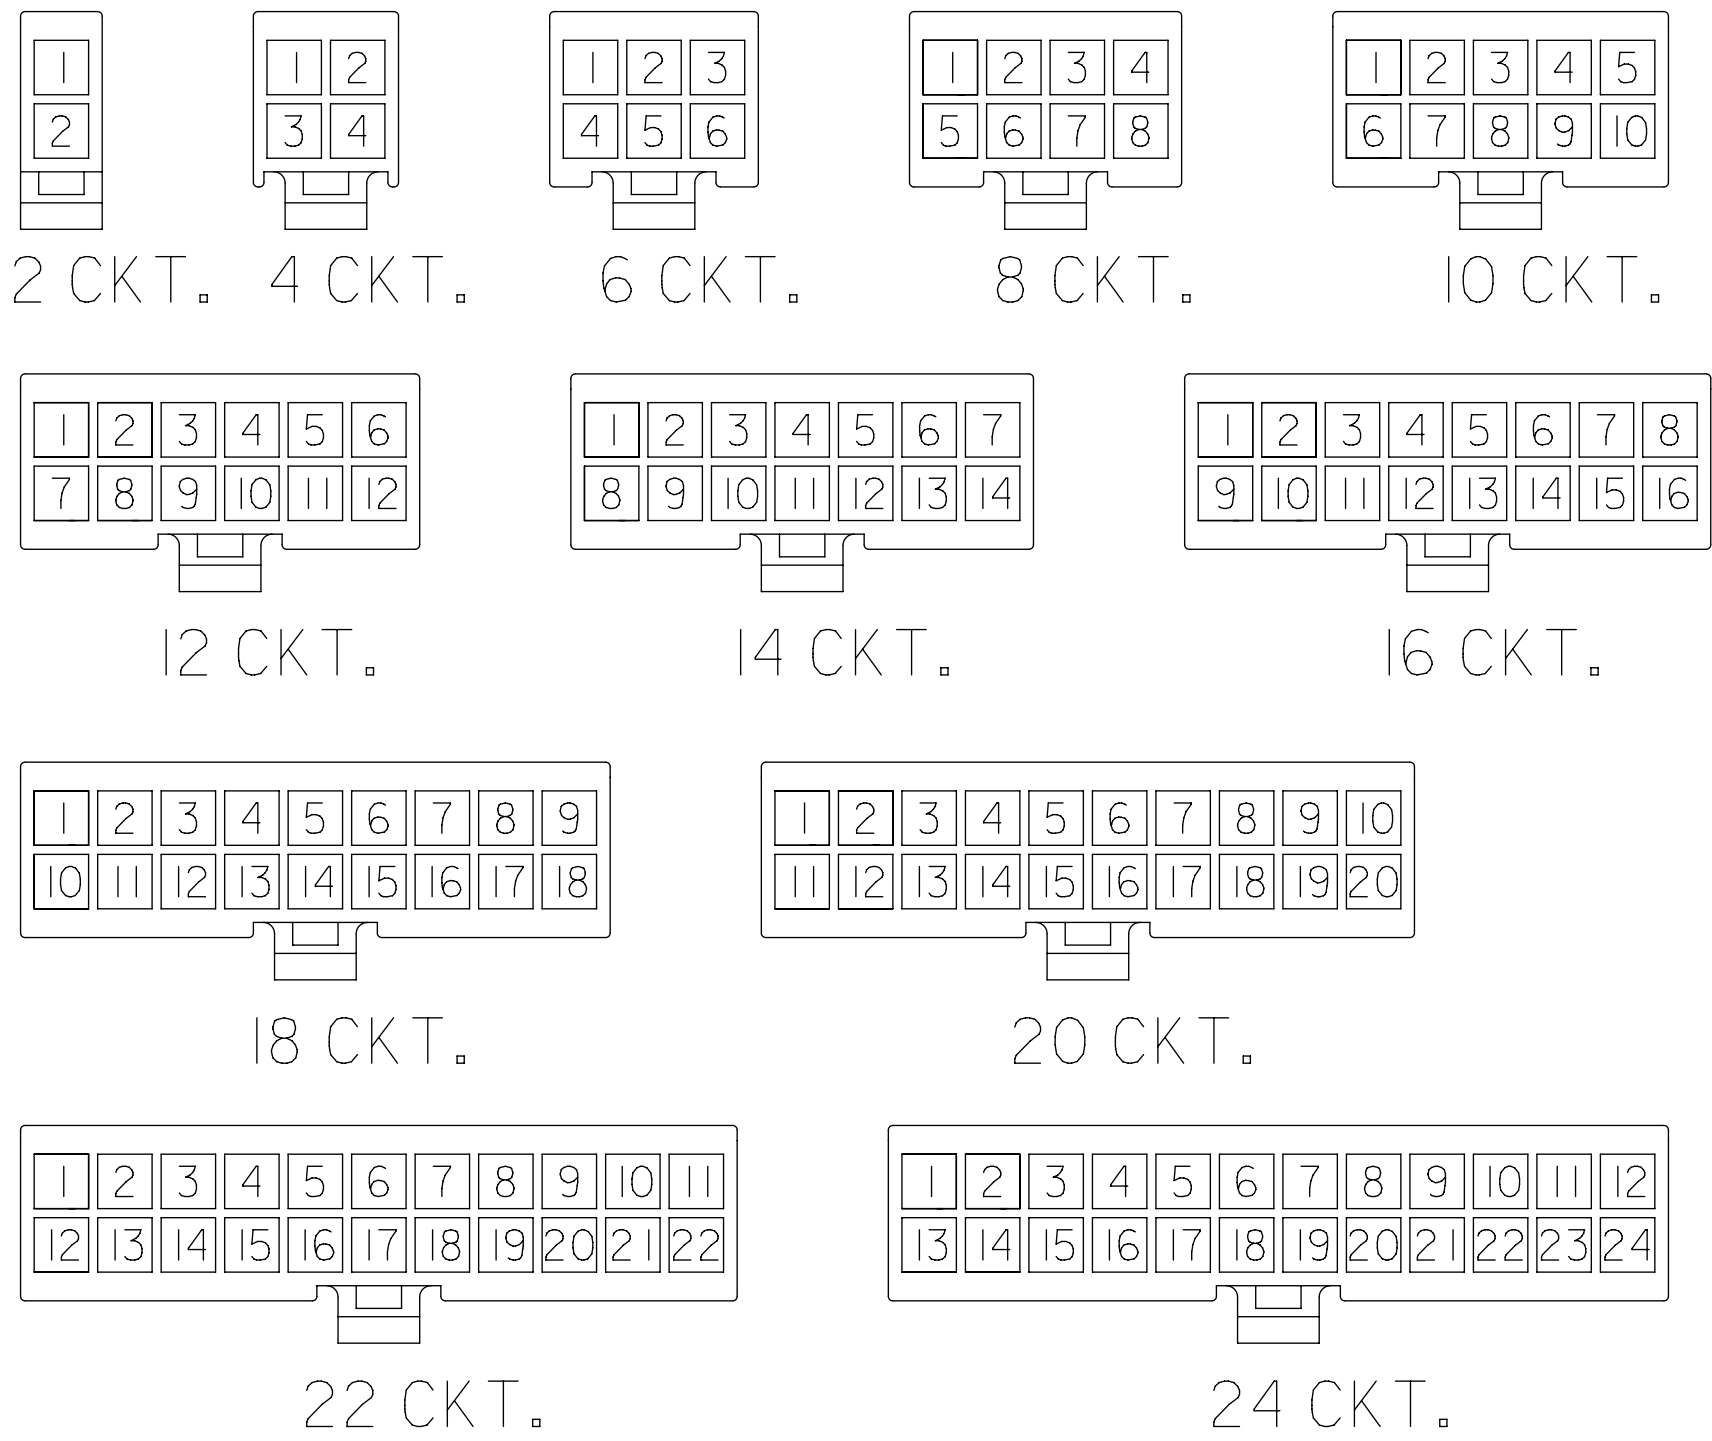 1 1 2 1 2 3 1 2 3 4 1 2 3 4 5
2 3 4 4 5 6 5 6 7 8 6 7 8 9 10
2 CKT. 4 CKT. 6 CKT. 8 CKT. 10 CKT.
1 2 3 4 5 6 1 2 3 4 5 6 7 1 2 3 4 5 6 7 8
7 8 9 10 11 12 8 9 10 11 12 13 14 9 10 11 12 13 14 15 16
12 CKT. 14 CKT. 16 CKT.
1 2 3 4 5 6 7 8 9 1 2 3 4 5 6 7 8 9 10
10 11 12 13 14 15 16 17 18 11 12 13 14 15 16 17 18 19 20
18 CKT. 20 CKT.
1 2 3 4 5 6 7 8 9 10 11 1 2 3 4 5 6 7 8 9 10 11 12
12 13 14 15 16 17 18 19 20 21 22 13 14 15 16 17 18 19 20 21 22 23 24
22 CKT. 24 CKT.